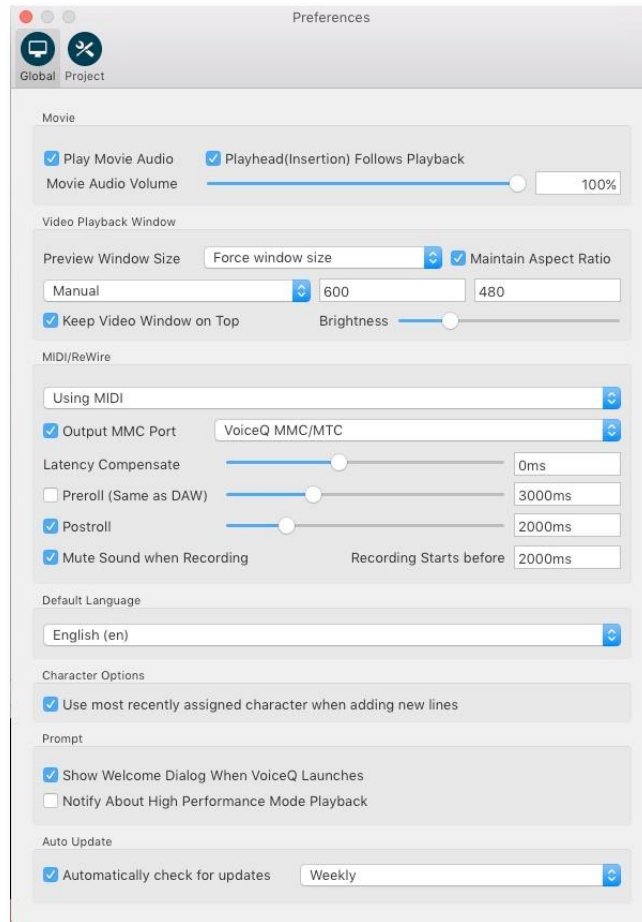 Preferences
Global Project
Movie
Play Movie Audio Playhead(Insertion) Follows Playback
Movie Audio Volume 100%
Video Playback Window
Preview Window Size Force window size Maintain Aspect Ratio
Manual 600 480
Keep Video Window on Top Brightness
MIDI/ReWire
Using MIDI
Output MMC Port VoiceQ MMC/MTC
Latency Compensate 0ms
Preroll (Same as DAW) 3000ms
Postroll 2000ms
Mute Sound when Recording Recording Starts before 2000ms
Default Language
English (en)
Character Options
Use most recently assigned character when adding new lines
Prompt
Show Welcome Dialog When VoiceQ Launches
Notify About High Performance Mode Playback
Auto Update
Automatically check for updates Weekly